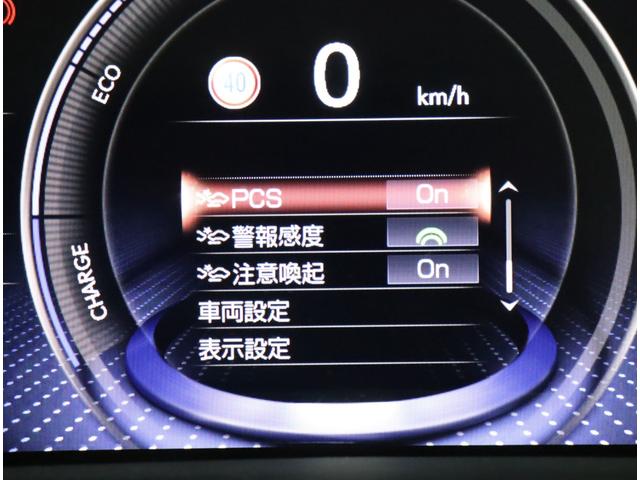 ECO
40
0
km/h
PCS On
警報感度
注意喚起 On
CHARGE
車両設定
表示設定